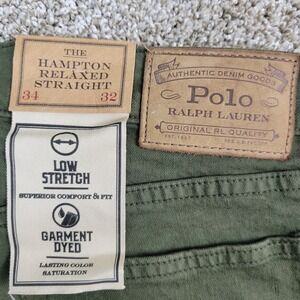 THE
HAMPTON
RELAXED
STRAIGHT
34 32
LOW
STRETCH
SUPERIOR COMFORT & FIT
GARMENT
DYED
LASTING COLOR
SATURATION
AUTHENTIC DENIM GOODS
Polo
RALPH LAUREN
ORIGINAL RL QUALITY